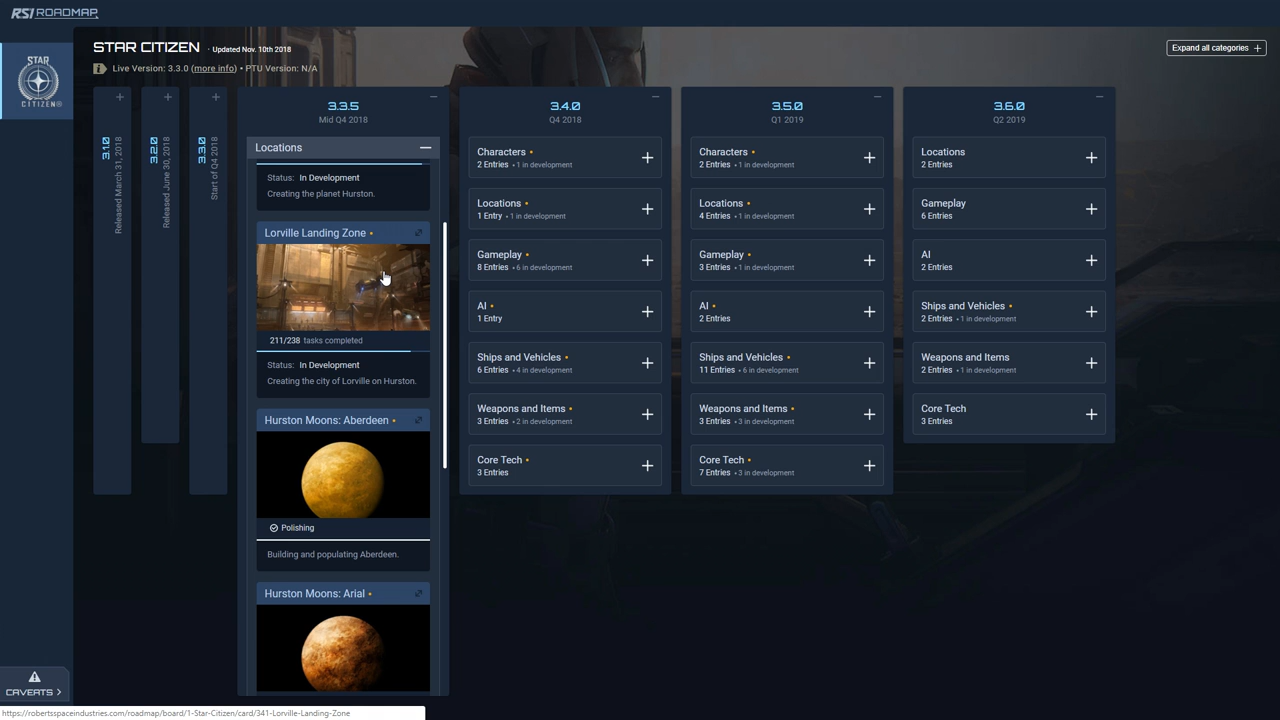 RSI ROADMAP
STAR CITIZEN • Updated Nov. 10th 2018
Live Version: 3.3.0 (more info) • PTU Version: N/A
Expand all categories
STAR
CITIZEN®
3.1.0 Released March 31, 2018
3.2.0 Released June 30, 2018
3.3.0 Start of Q4 2018
3.3.5
Mid Q4 2018
Locations
Status: In Development
Creating the planet Hurston.
Lorville Landing Zone
211/238 tasks completed
Status: In Development
Creating the city of Lorville on Hurston.
Hurston Moons: Aberdeen
Polishing
Building and populating Aberdeen.
Hurston Moons: Arial
3.4.0
Q4 2018
Characters
2 Entries • 1 in development
Locations
1 Entry • 1 in development
Gameplay
8 Entries • 6 in development
AI
1 Entry
Ships and Vehicles
6 Entries • 4 in development
Weapons and Items
3 Entries • 2 in development
Core Tech
3 Entries
3.5.0
Q1 2019
Characters
2 Entries • 1 in development
Locations
4 Entries • 1 in development
Gameplay
3 Entries • 1 in development
AI
2 Entries
Ships and Vehicles
11 Entries • 6 in development
Weapons and Items
3 Entries • 3 in development
Core Tech
7 Entries • 3 in development
3.6.0
Q2 2019
Locations
2 Entries
Gameplay
6 Entries
AI
2 Entries
Ships and Vehicles
2 Entries • 1 in development
Weapons and Items
2 Entries • 1 in development
Core Tech
3 Entries
CAVEATS
https://robertsspaceindustries.com/roadmap/board/1-Star-Citizen/card/341-Lorville-Landing-Zone